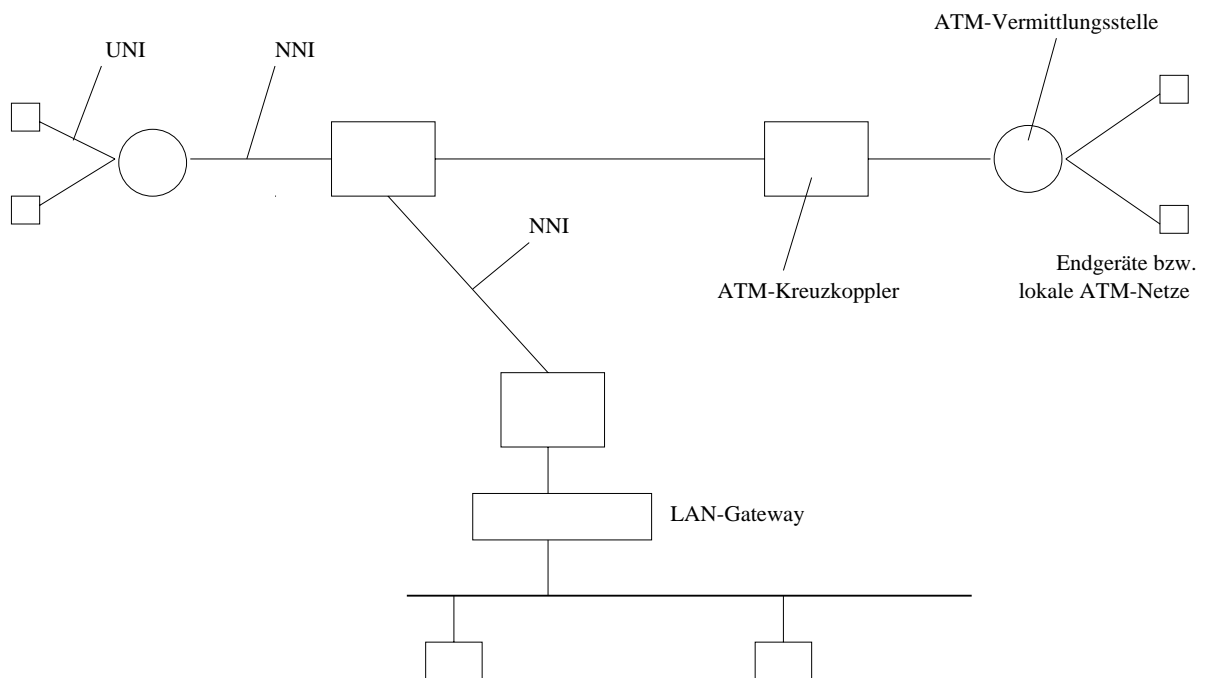 ATM-Vermittlungsstelle
UNI
NNI
NNI
ATM-Kreuzkoppler
Endgeräte bzw.
lokale ATM-Netze
LAN-Gateway